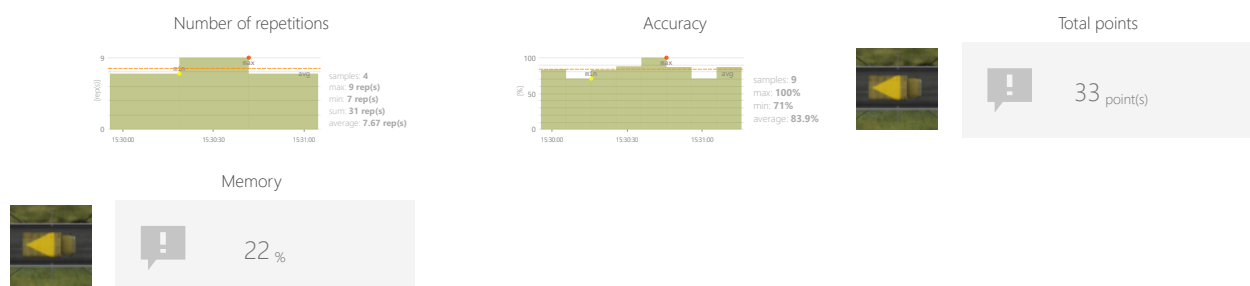 Number of repetitions
9
[rep(s)]
0
min
max
avg
15:30:00
15:30:30
15:31:00
samples: 4
max: 9 rep(s)
min: 7 rep(s)
sum: 31 rep(s)
average: 7.67 rep(s)
Accuracy
100
[%]
50
0
min
max
avg
15:30:00
15:30:30
15:31:00
samples: 9
max: 100%
min: 71%
average: 83.9%
Total points
33 point(s)
Memory
22 %